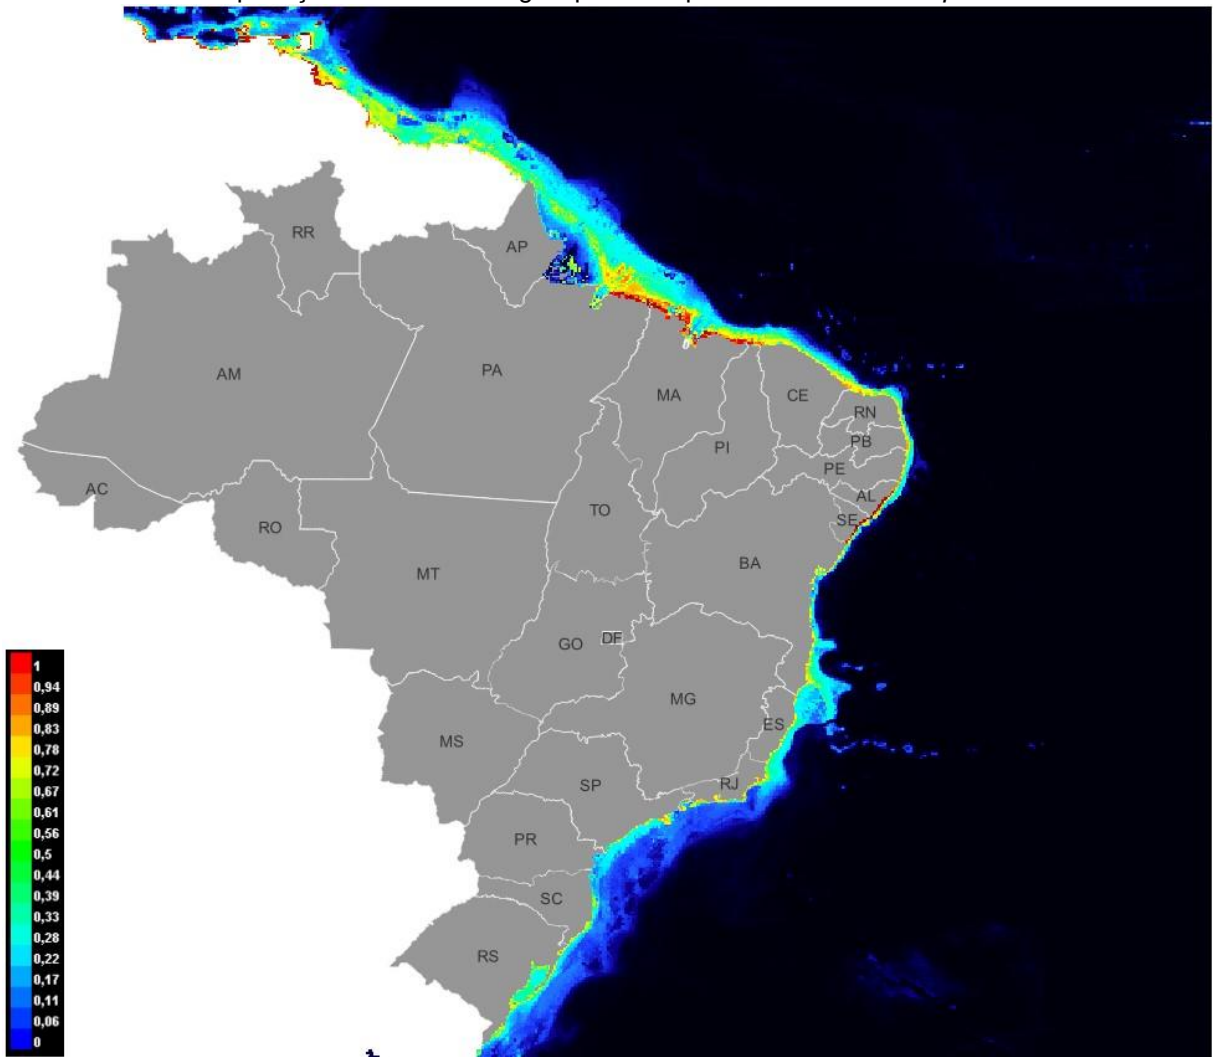 RR
AP
AM
PA
MA
CE
RN
PB
PI
PE
AL
AC
TO
SE
RO
BA
MT
GO
DF
MG
ES
MS
SP
RJ
PR
SC
RS
1
0,94
0,89
0,83
0,78
0,72
0,67
0,61
0,56
0,5
0,44
0,39
0,33
0,28
0,22
0,17
0,11
0,06
0